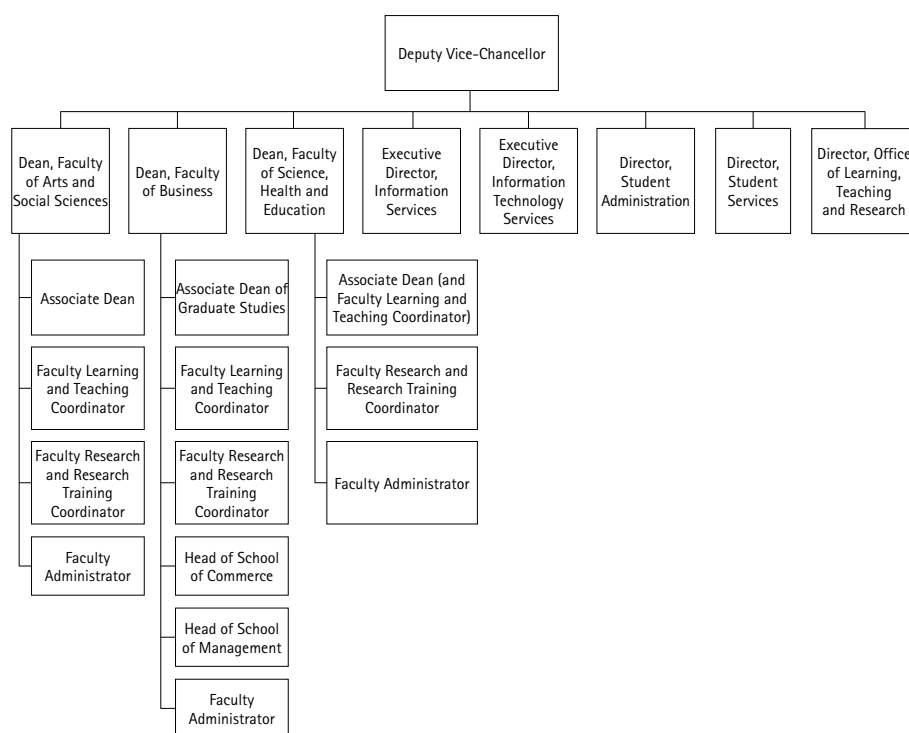 Deputy Vice-Chancellor
Dean, Faculty
of Arts and
Social Sciences
Dean, Faculty
of Business
Dean, Faculty
of Science,
Health and
Education
Executive
Director,
Information
Services
Executive
Director,
Information
Technology
Services
Director,
Student
Administration
Director,
Student
Services
Director, Office
of Learning,
Teaching
and Research
Associate Dean
Faculty Learning
and Teaching
Coordinator
Faculty Research
and Research
Training
Coordinator
Faculty
Administrator
Associate Dean of
Graduate Studies
Faculty Learning
and Teaching
Coordinator
Faculty Research
and Research
Training
Coordinator
Head of School
of Commerce
Head of School
of Management
Faculty
Administrator
Associate Dean (and
Faculty Learning and
Teaching Coordinator)
Faculty Research and
Research Training
Coordinator
Faculty Administrator